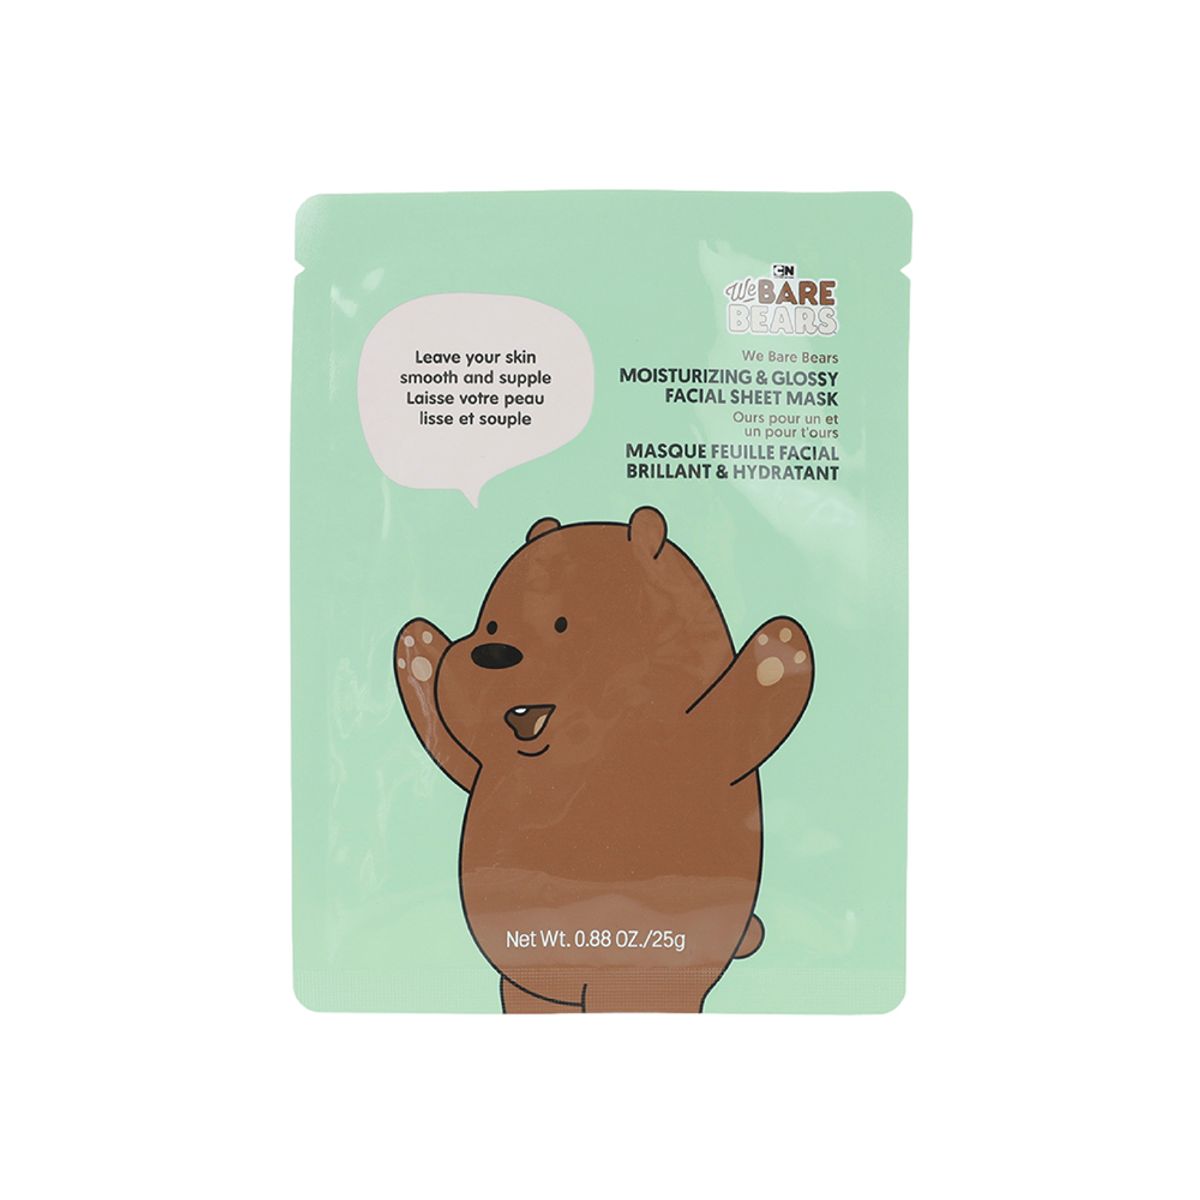 Leave your skin
smooth and supple
Laisse votre peau
lisse et souple
CN
We BARE
BEARS
We Bare Bears
MOISTURIZING & GLOSSY
FACIAL SHEET MASK
Ours pour un et
un pour t'ours
MASQUE FEUILLE FACIAL
BRILLANT & HYDRATANT
Net Wt. 0.88 OZ./25g